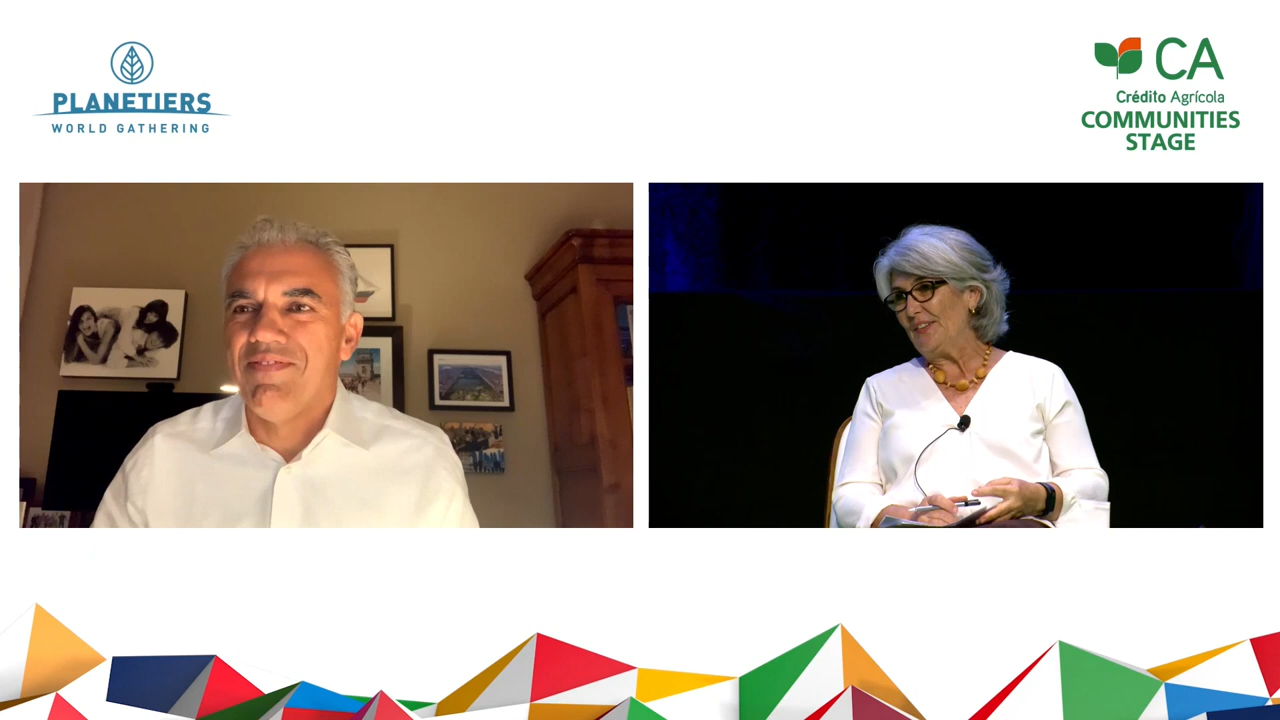 PLANETIERS
WORLD GATHERING
CA
Crédito Agrícola
COMMUNITIES
STAGE